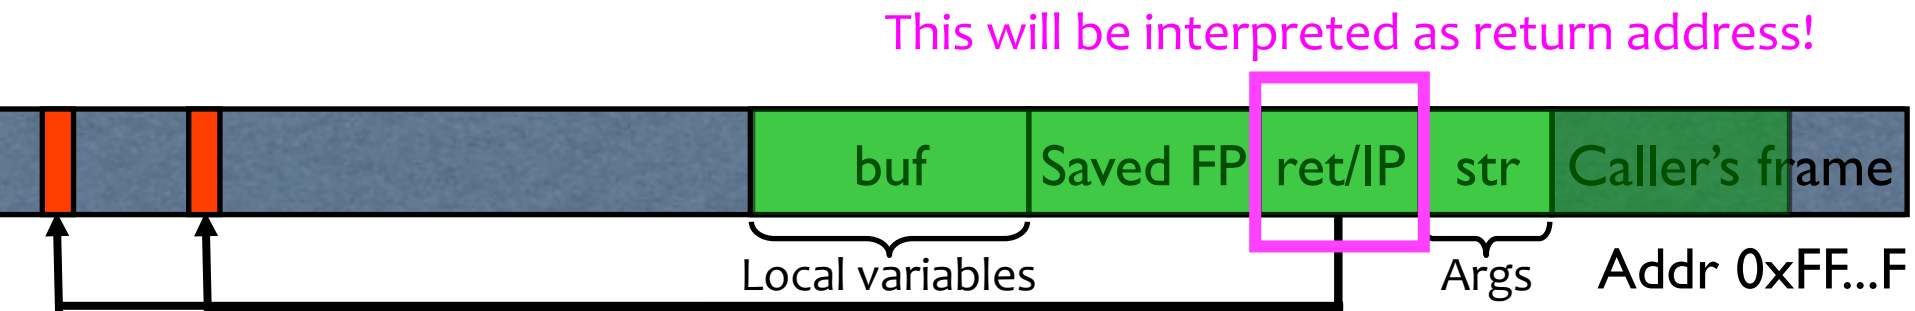 This will be interpreted as return address!
buf Saved FP ret/IP str Caller's frame
Local variables Args Addr 0xFF...F